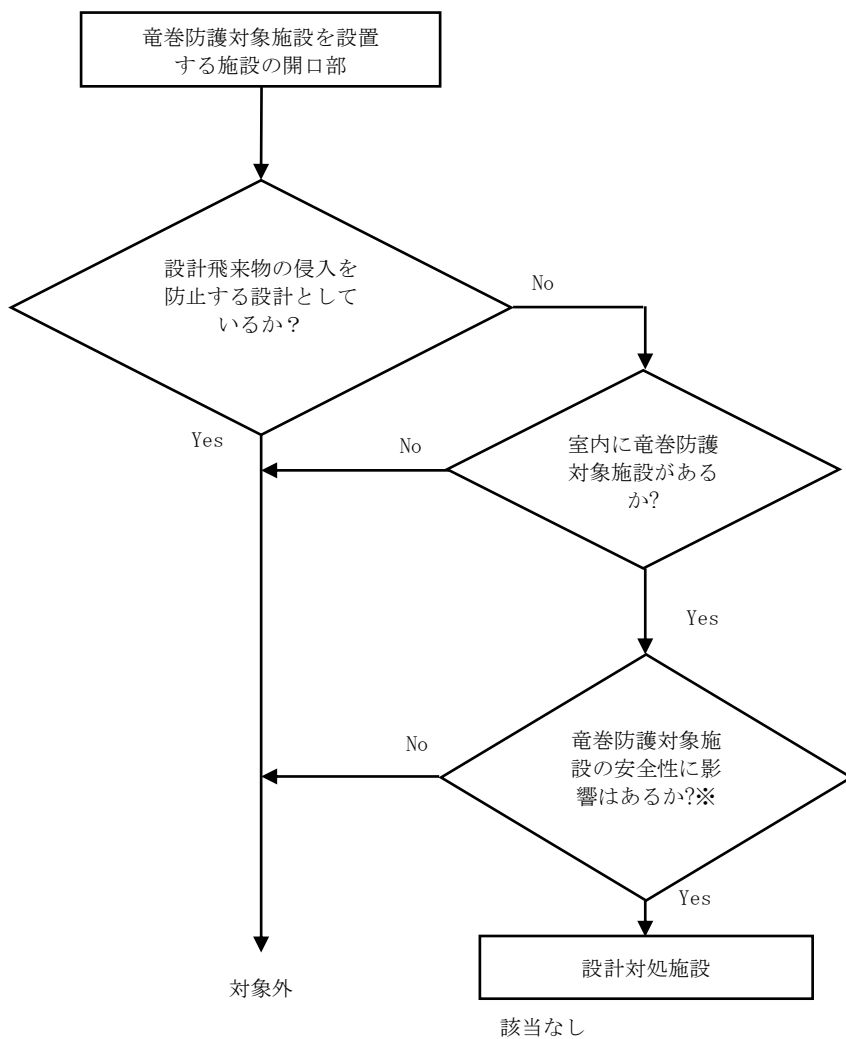 竜巻防護対象施設を設置
する施設の開口部
設計飛来物の侵入を
防止する設計として
いるか？
No
Yes
No
室内に竜巻防護
対象施設がある
か?
Yes
No
竜巻防護対象施
設の安全性に影
響はあるか?※
Yes
対象外
設計対処施設
該当なし